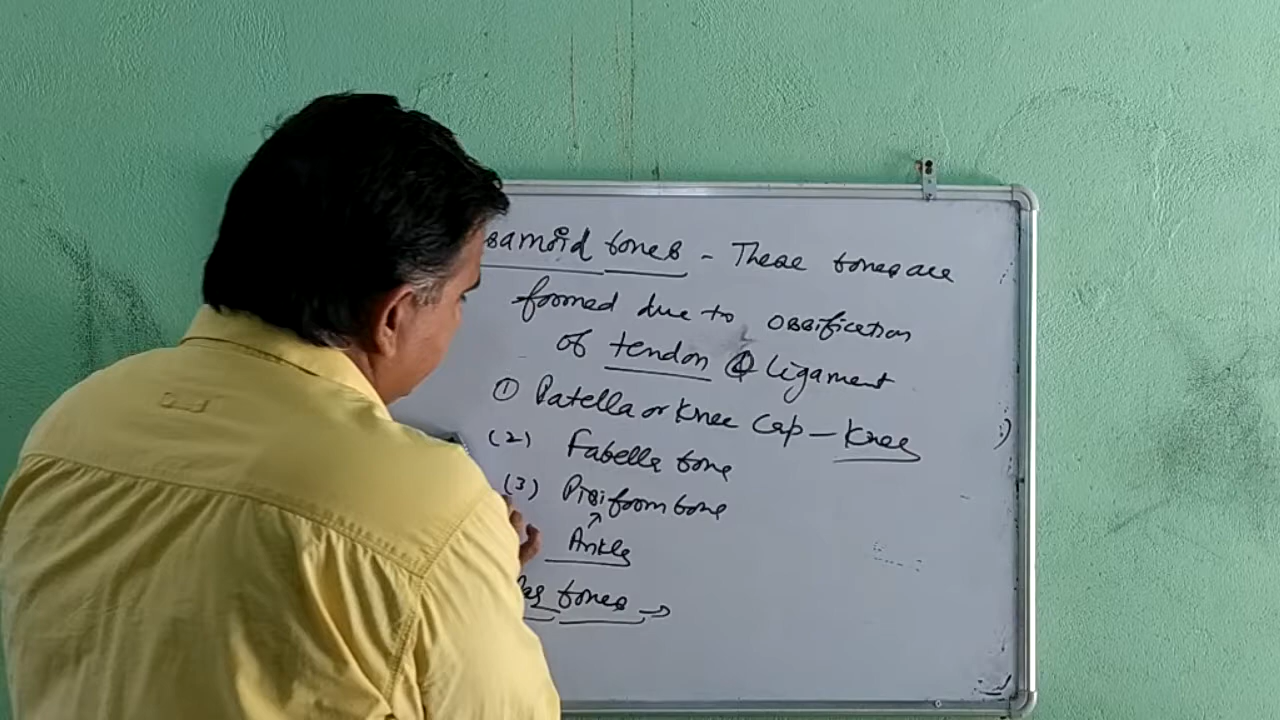 samoid bones - These bones are
formed due to ossification
of tendon & ligament
① Patella or Knee Cap - Knee
(2) Fabella bone
(3) Pisiform bone
Ankle
bones →